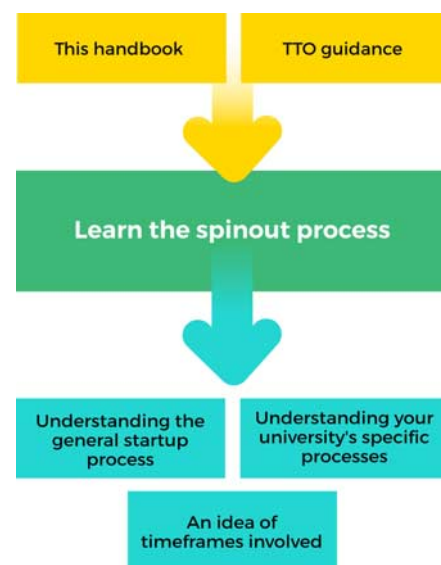 This handbook
TTO guidance
Learn the spinout process
Understanding the
general startup
process
Understanding your
university's specific
processes
An idea of
timeframes involved